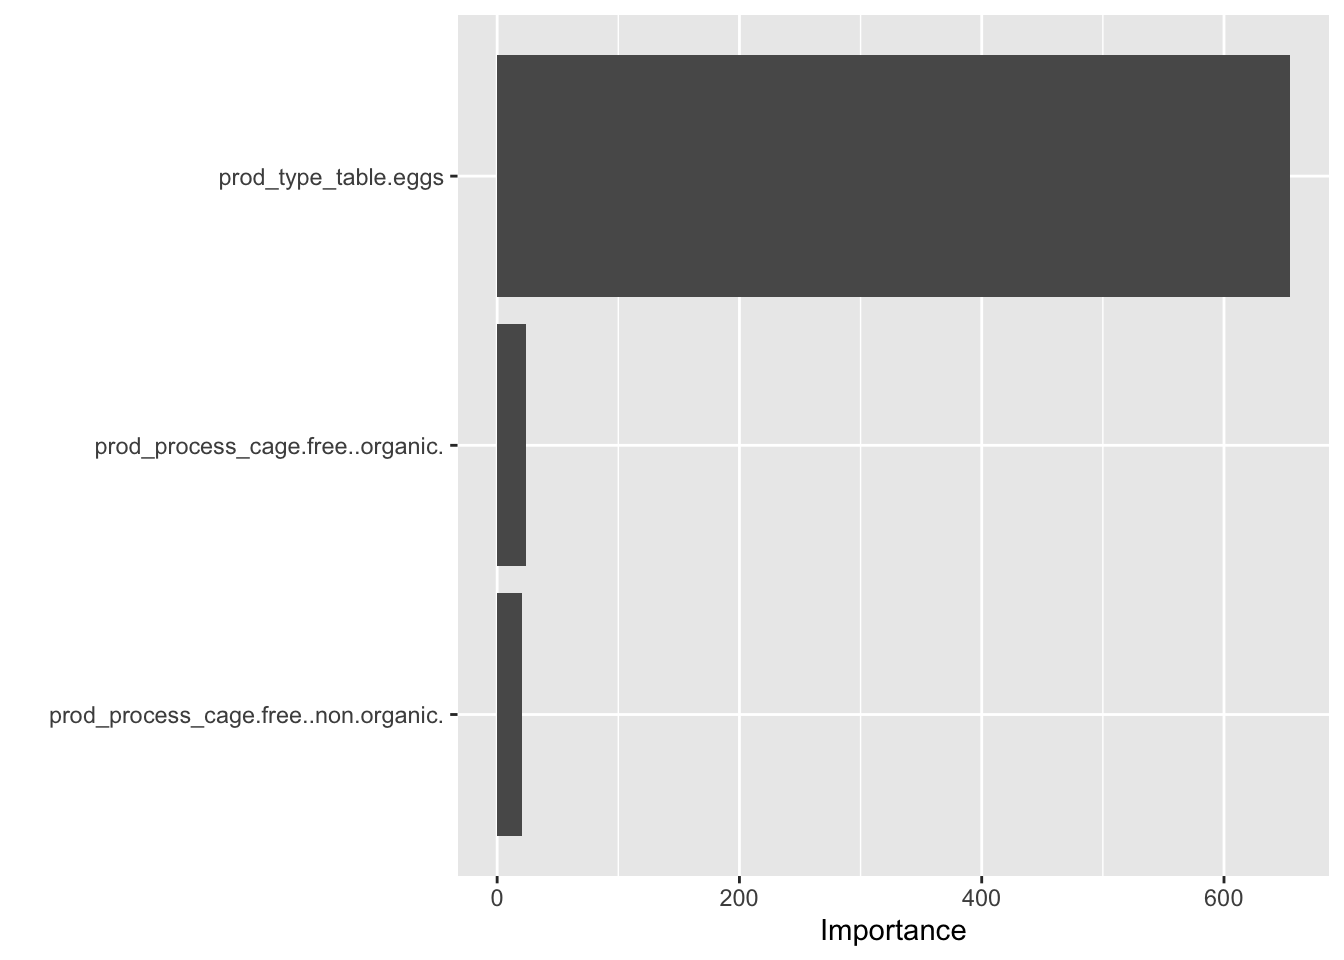 prod_type_table.eggs
prod_process_cage.free..organic.
prod_process_cage.free..non.organic.
0 200 400 600
Importance